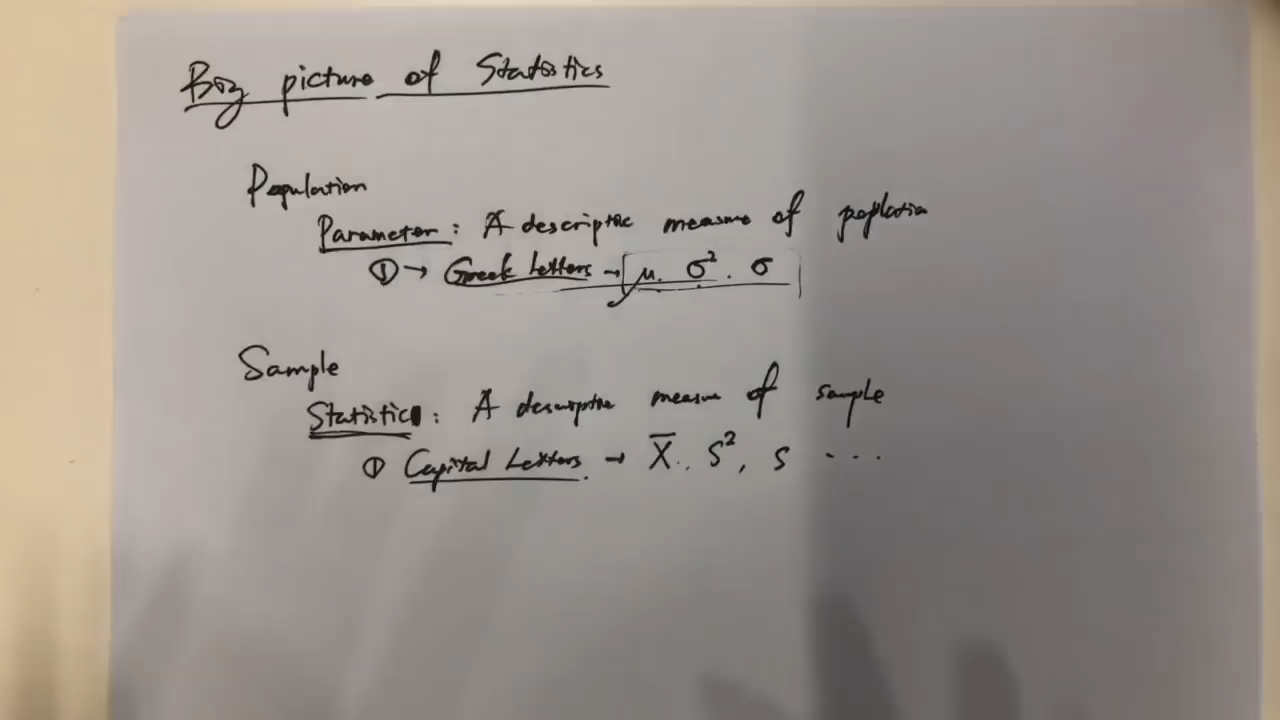 Big picture of Statistics
Population
Parameter : A descriptive measure of poplation
① → Greek Letters → μ. σ². σ
Sample
Statistic : A descriptive measure of sample
① Capital Letters → X̅., S², S ...